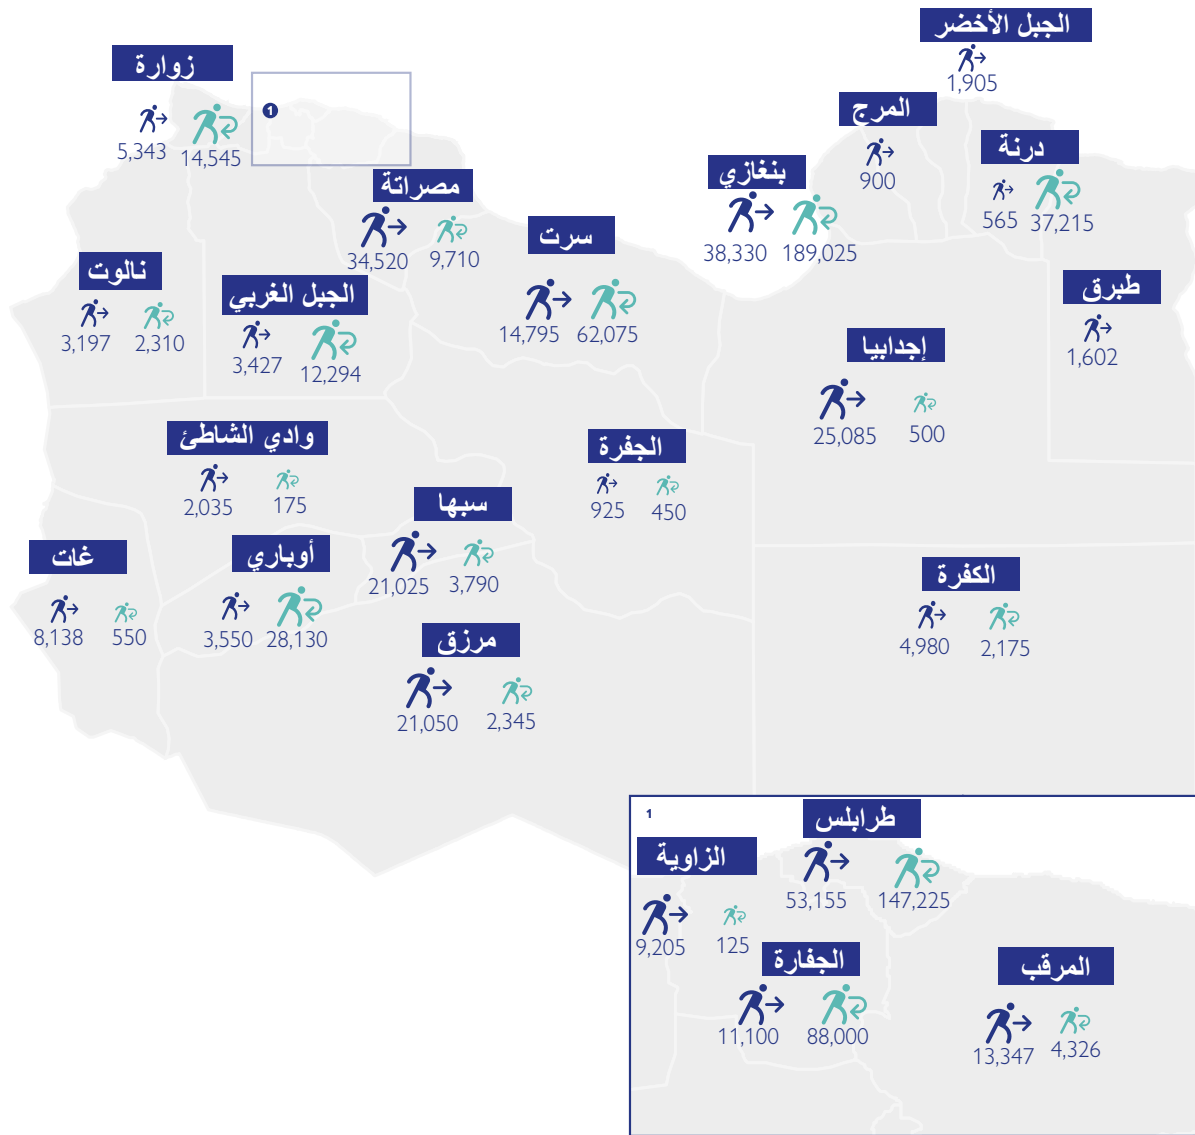 الجبل الأخضر
1,905
زوارة
5,343 14,545
1
المرج
900
درنة
565 37,215
بنغازي
38,330 189,025
مصراتة
34,520 9,710
سرت
14,795 62,075
نالوت
3,197 2,310
الجبل الغربي
3,427 12,294
طبرق
1,602
إجدابيا
25,085 500
وادي الشاطئ
2,035 175
الجفرة
925 450
سبها
21,025 3,790
غات
8,138 550
أوباري
3,550 28,130
الكفرة
4,980 2,175
مرزق
21,050 2,345
1
طرابلس
53,155 147,225
الزاوية
9,205 125
الجفارة
11,100 88,000
المرقب
13,347 4,326